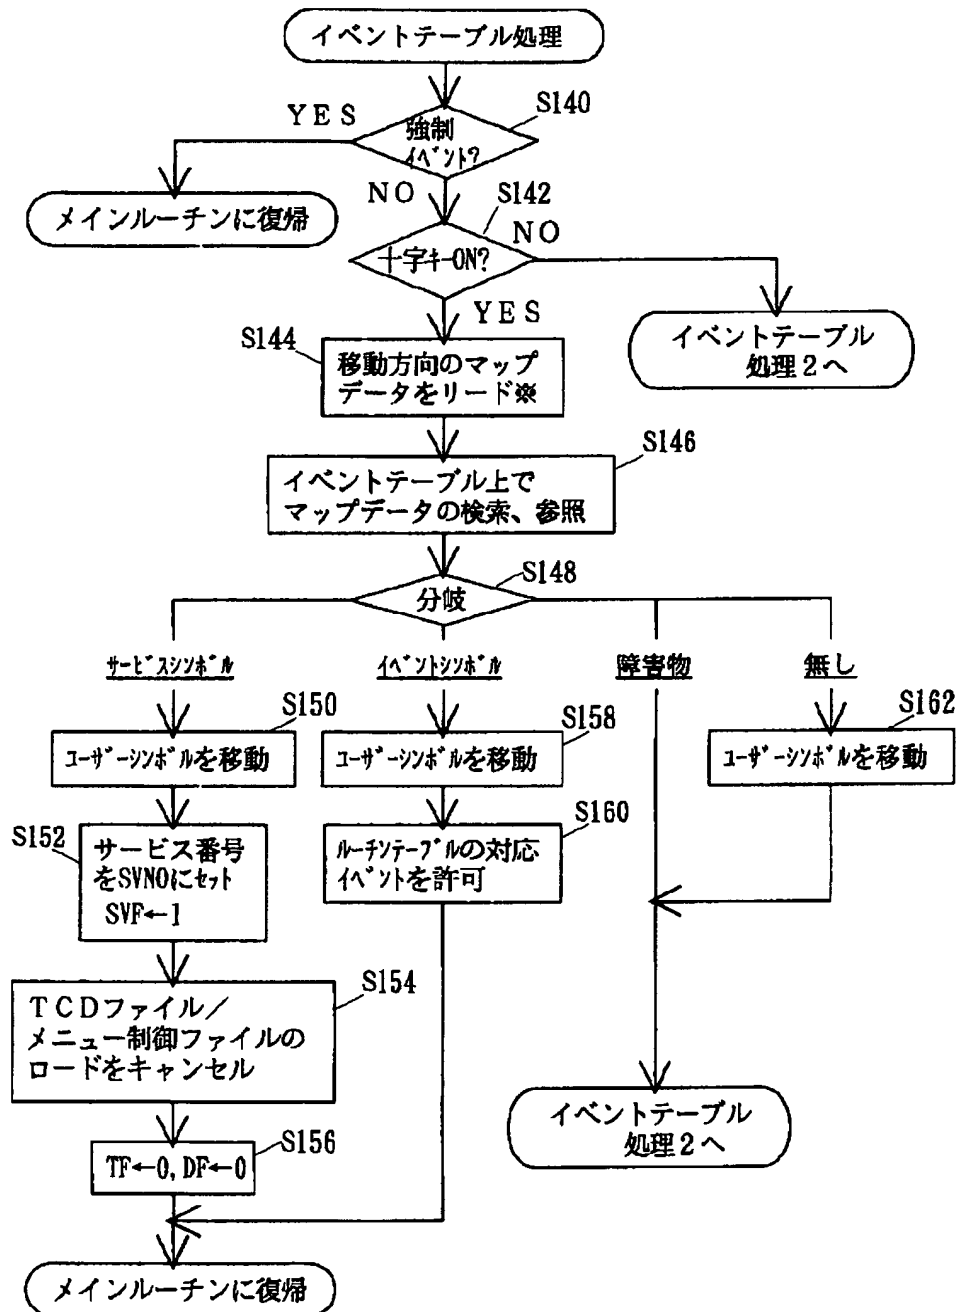 イベントテーブル処理
S140
YES
強制
ｲﾍﾞﾝﾄ?
NO
メインルーチンに復帰
S142
NO
十字ｷｰON?
YES
イベントテーブル
処理２へ
S144
移動方向のマップ
データをリード※
S146
イベントテーブル上で
マップデータの検索、参照
S148
分岐
ｻｰﾋﾞｽｼﾝﾎﾞﾙ
ｲﾍﾞﾝﾄｼﾝﾎﾞﾙ
障害物
無し
S150
ﾕｰｻﾞｰｼﾝﾎﾞﾙを移動
S158
ﾕｰｻﾞｰｼﾝﾎﾞﾙを移動
S162
ﾕｰｻﾞｰｼﾝﾎﾞﾙを移動
S152
サービス番号
をSVNOにｾｯﾄ
SVF←1
S160
ﾙｰﾁﾝﾃｰﾌﾞﾙの対応
ｲﾍﾞﾝﾄを許可
S154
ＴＣＤファイル／
メニュー制御ファイルの
ロードをキャンセル
イベントテーブル
処理２へ
S156
TF←0, DF←0
メインルーチンに復帰